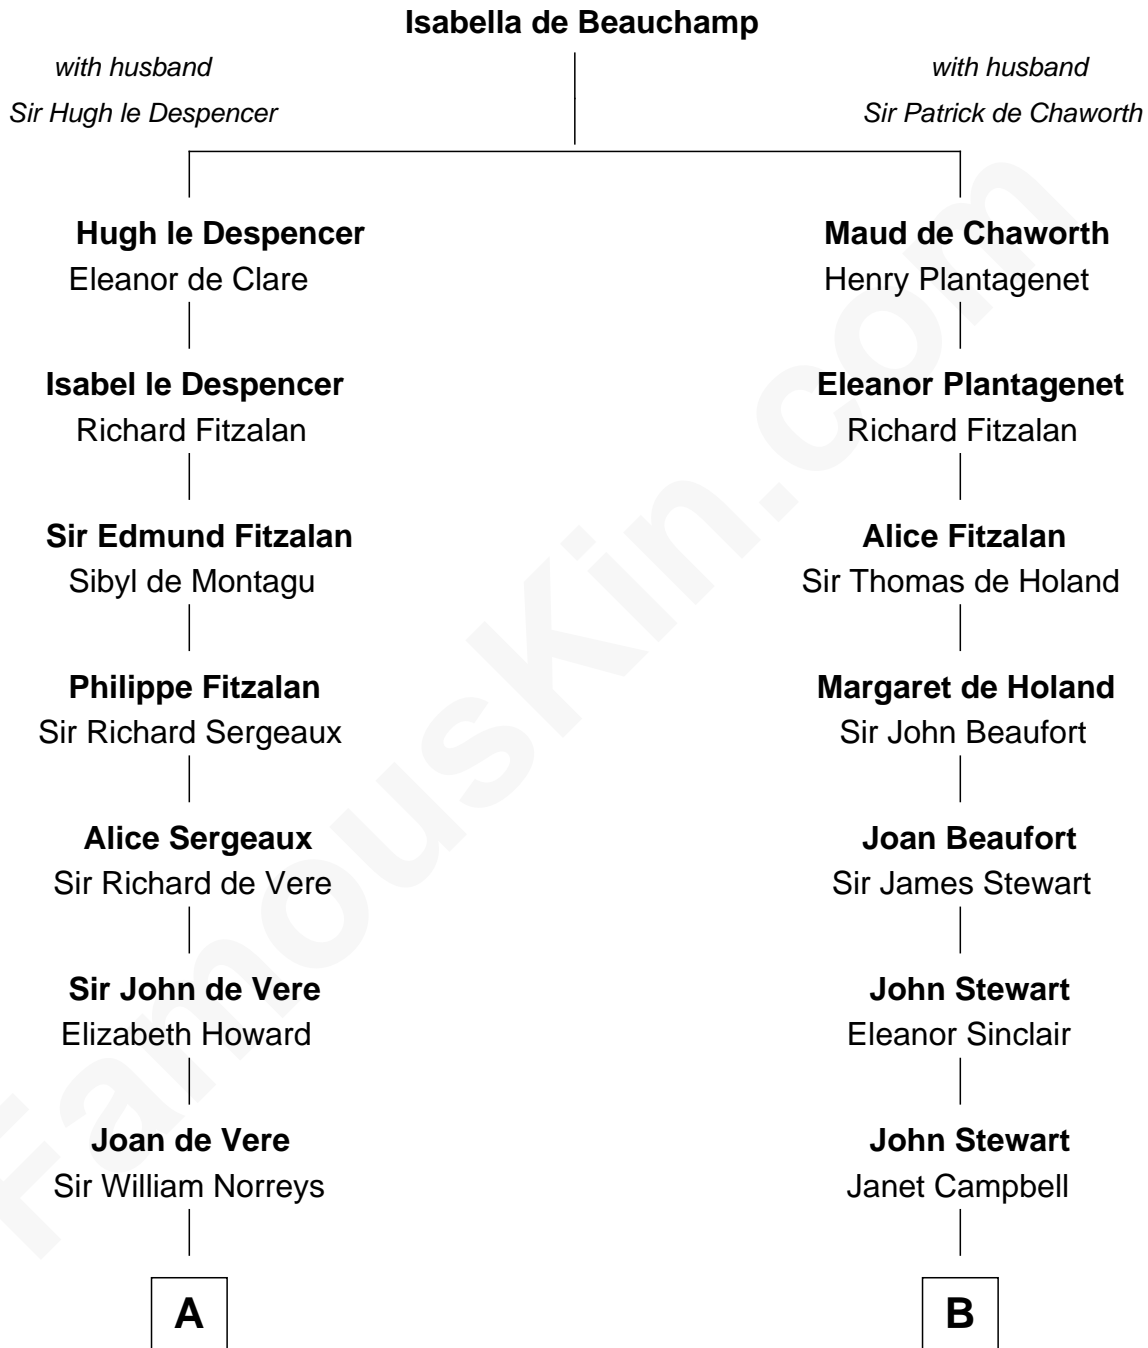 Isabella de Beauchamp
with husband
Sir Hugh le Despencer
with husband
Sir Patrick de Chaworth
Hugh le Despencer
Eleanor de Clare
Maud de Chaworth
Henry Plantagenet
Isabel le Despencer
Richard Fitzalan
Eleanor Plantagenet
Richard Fitzalan
Sir Edmund Fitzalan
Sibyl de Montagu
Alice Fitzalan
Sir Thomas de Holand
Philippe Fitzalan
Sir Richard Sergeaux
Margaret de Holand
Sir John Beaufort
Alice Sergeaux
Sir Richard de Vere
Joan Beaufort
Sir James Stewart
Sir John de Vere
Elizabeth Howard
John Stewart
Eleanor Sinclair
Joan de Vere
Sir William Norreys
John Stewart
Janet Campbell
A
B
FamousKin.com